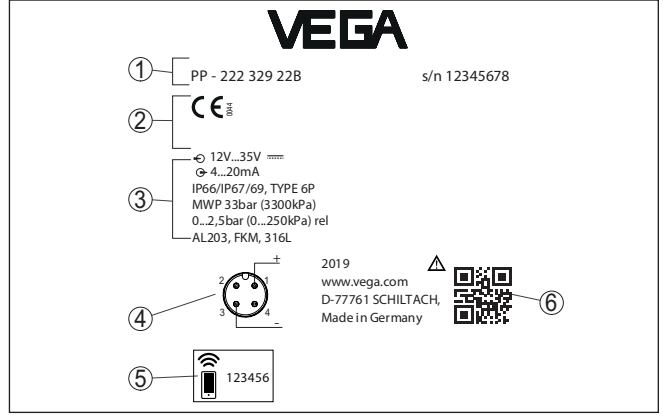 VEGA
1
PP - 222 329 22B
s/n 12345678
2
CE 0044
12V...35V
4...20mA
3
IP66/IP67/69, TYPE 6P
MWP 33bar (3300kPa)
0...2,5bar (0...250kPa) rel
AL203, FKM, 316L
+
2 1
3 4
-
4
2019
www.vega.com
D-77761 SCHILTACH,
Made in Germany
6
5
123456